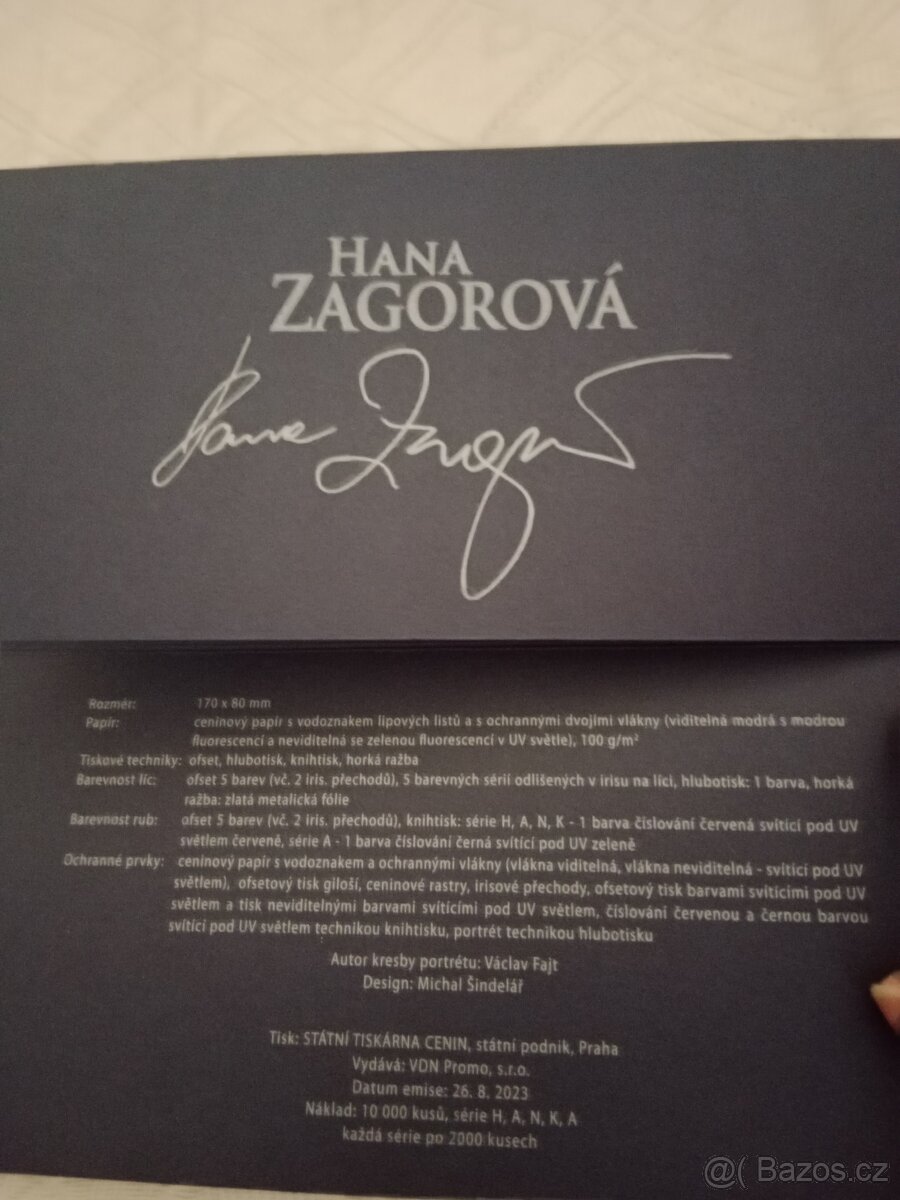 HANA
ZAGOROVÁ
Hana Zagorová
Rozměr: 170 x 80 mm
Papír: ceninový papír s vodoznakem lipových listů a s ochrannými dvojími vlákny (viditelná modrá s modrou
fluorescencí a neviditelná se zelenou fluorescencí v UV světle), 100 g/m²
Tiskové techniky: ofset, hlubotisk, knihtisk, horká ražba
Barevnost líc: ofset 5 barev (vč. 2 iris. přechodů), 5 barevných sérií odlišených v irisu na líci, hlubotisk: 1 barva, horká
ražba: zlatá metalická fólie
Barevnost rub: ofset 5 barev (vč. 2 iris. přechodů), knihtisk: série H, A, N, K - 1 barva číslování červená svítící pod UV
světlem červeně, série A - 1 barva číslování černá svítící pod UV zeleně
Ochranné prvky: ceninový papír s vodoznakem a ochrannými vlákny (vlákna viditelná, vlákna neviditelná - svítící pod UV
světlem), ofsetový tisk giloší, ceninové rastry, irisové přechody, ofsetový tisk barvami svítícími pod UV
světlem a tisk neviditelnými barvami svítícími pod UV světlem, číslování červenou a černou barvou
svítící pod UV světlem technikou knihtisku, portrét technikou hlubotisku
Autor kresby portrétu: Václav Fajt
Design: Michal Šindelář
Tisk: STÁTNÍ TISKÁRNA CENIN, státní podnik, Praha
Vydává: VDN Promo, s.r.o.
Datum emise: 26. 8. 2023
Náklad: 10 000 kusů, série H, A, N, K, A
každá série po 2000 kusech
@( Bazos.cz